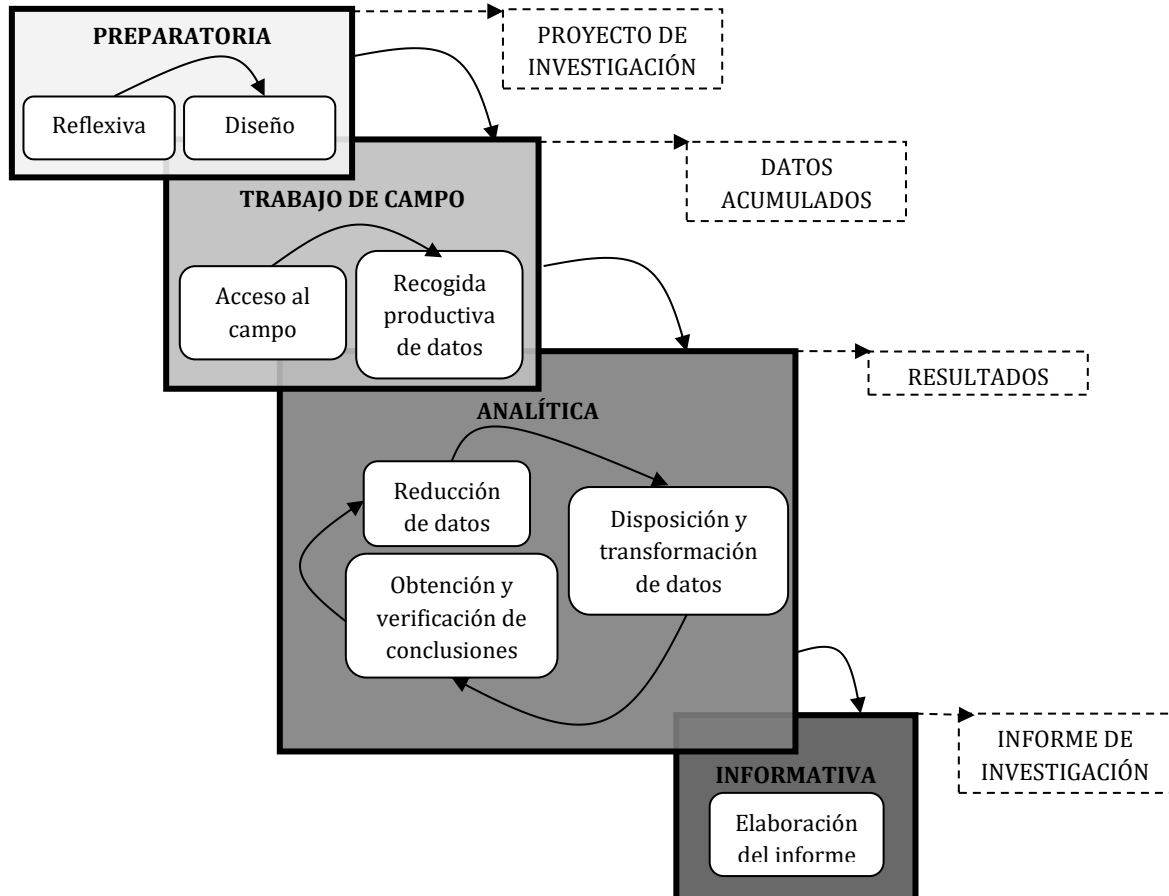 PREPARATORIA
Reflexiva
Diseño
PROYECTO DE
INVESTIGACIÓN
TRABAJO DE CAMPO
Acceso al
campo
Recogida
productiva
de datos
DATOS
ACUMULADOS
ANALÍTICA
Reducción
de datos
Disposición y
transformación
de datos
Obtención y
verificación de
conclusiones
RESULTADOS
INFORMATIVA
Elaboración
del informe
INFORME DE
INVESTIGACIÓN